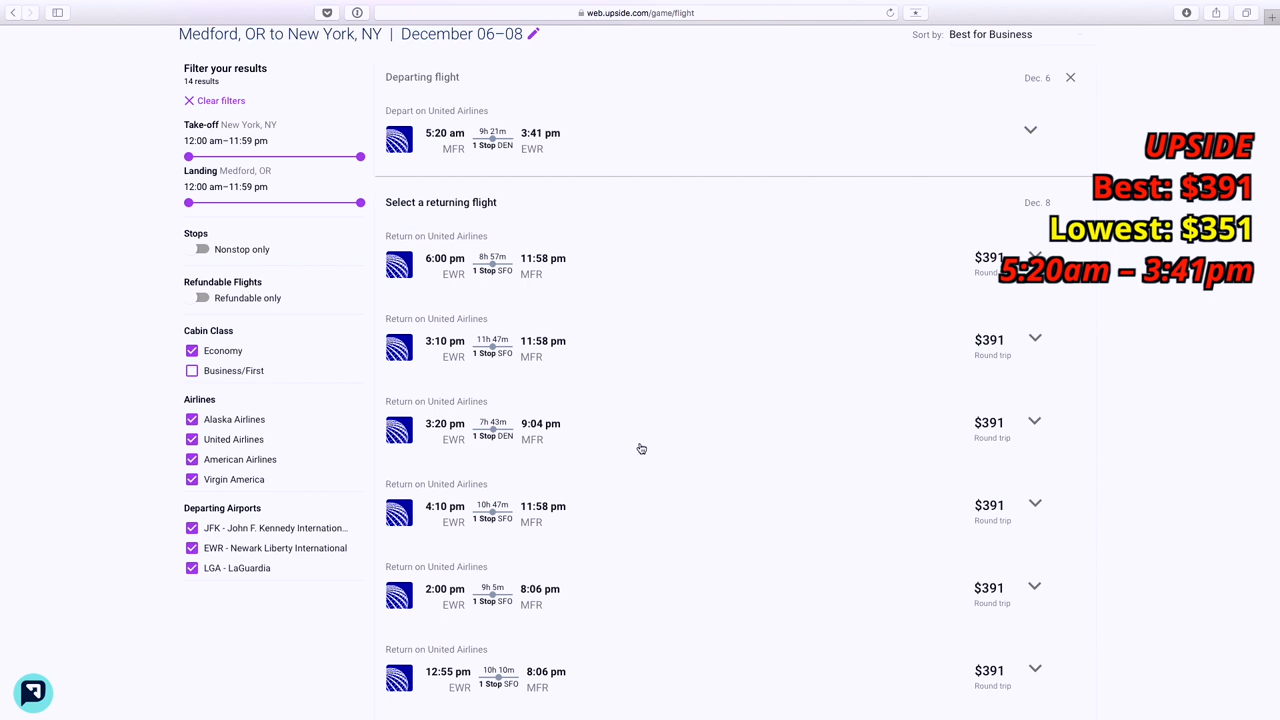 web.upside.com/game/flight
Medford, OR to New York, NY | December 06–08
Sort by: Best for Business
Filter your results
14 results
Clear filters
Take-off New York, NY
12:00 am–11:59 pm
Landing Medford, OR
12:00 am–11:59 pm
Stops
Nonstop only
Refundable Flights
Refundable only
Cabin Class
Economy
Business/First
Airlines
Alaska Airlines
United Airlines
American Airlines
Virgin America
Departing Airports
JFK - John F. Kennedy Internation...
EWR - Newark Liberty International
LGA - LaGuardia
Departing flight
Dec. 6
Depart on United Airlines
5:20 am 9h 21m 3:41 pm
MFR 1 Stop DEN EWR
Select a returning flight
Dec. 8
Return on United Airlines
6:00 pm 8h 57m 11:58 pm $391
EWR 1 Stop SFO MFR Round
Return on United Airlines
3:10 pm 11h 47m 11:58 pm $391
EWR 1 Stop SFO MFR Round trip
Return on United Airlines
3:20 pm 7h 43m 9:04 pm $391
EWR 1 Stop DEN MFR Round trip
Return on United Airlines
4:10 pm 10h 47m 11:58 pm $391
EWR 1 Stop SFO MFR Round trip
Return on United Airlines
2:00 pm 9h 5m 8:06 pm $391
EWR 1 Stop SFO MFR Round trip
Return on United Airlines
12:55 pm 10h 10m 8:06 pm $391
EWR 1 Stop SFO MFR Round trip
UPSIDE
Best: $391
Lowest: $351
5:20am – 3:41pm